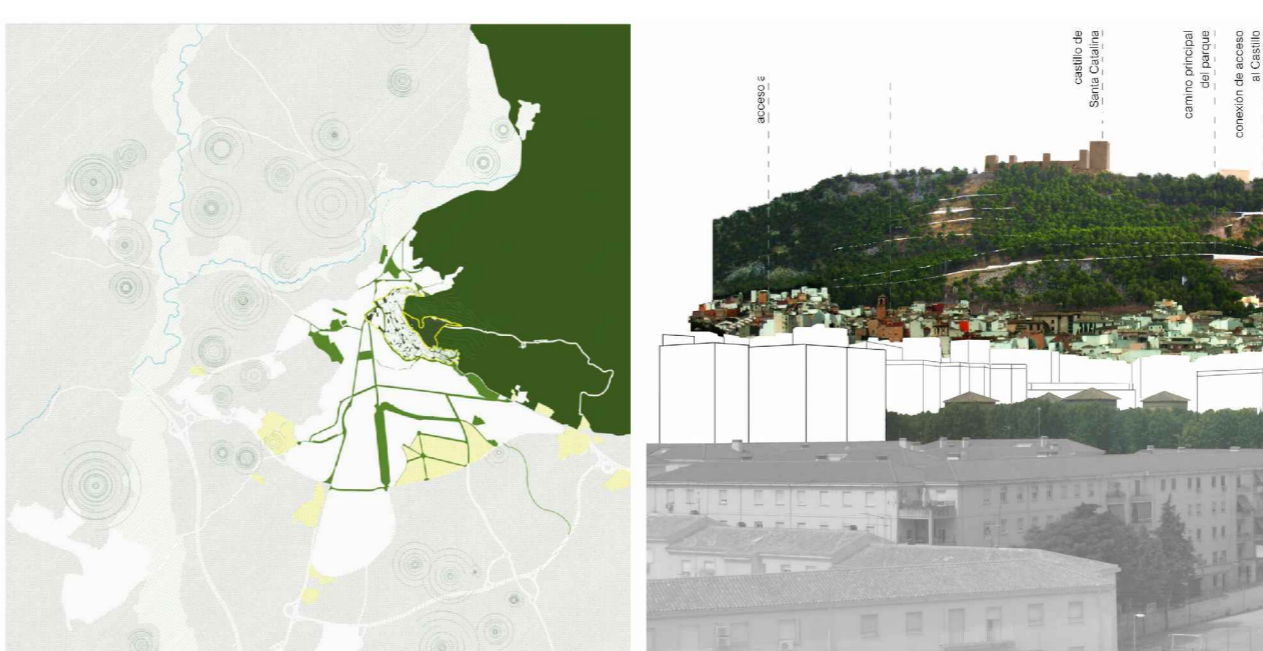 acceso a
castillo de
Santa Catalina
camino principal
del parque
conexión de acceso
al Castillo